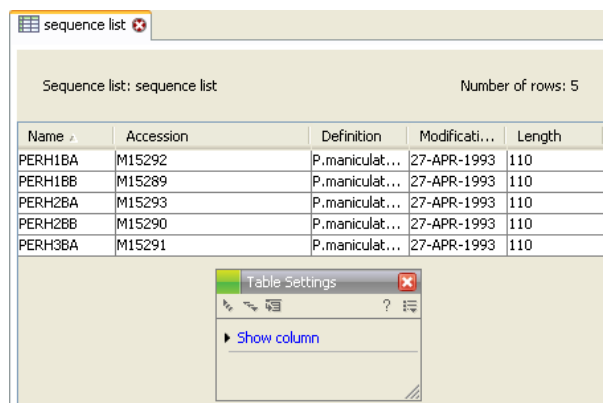 sequence list
Sequence list: sequence list Number of rows: 5
Name Accession Definition Modificati... Length
PERH1BA M15292 P.maniculat... 27-APR-1993 110
PERH1BB M15289 P.maniculat... 27-APR-1993 110
PERH2BA M15293 P.maniculat... 27-APR-1993 110
PERH2BB M15290 P.maniculat... 27-APR-1993 110
PERH3BA M15291 P.maniculat... 27-APR-1993 110
Table Settings
?
Show column